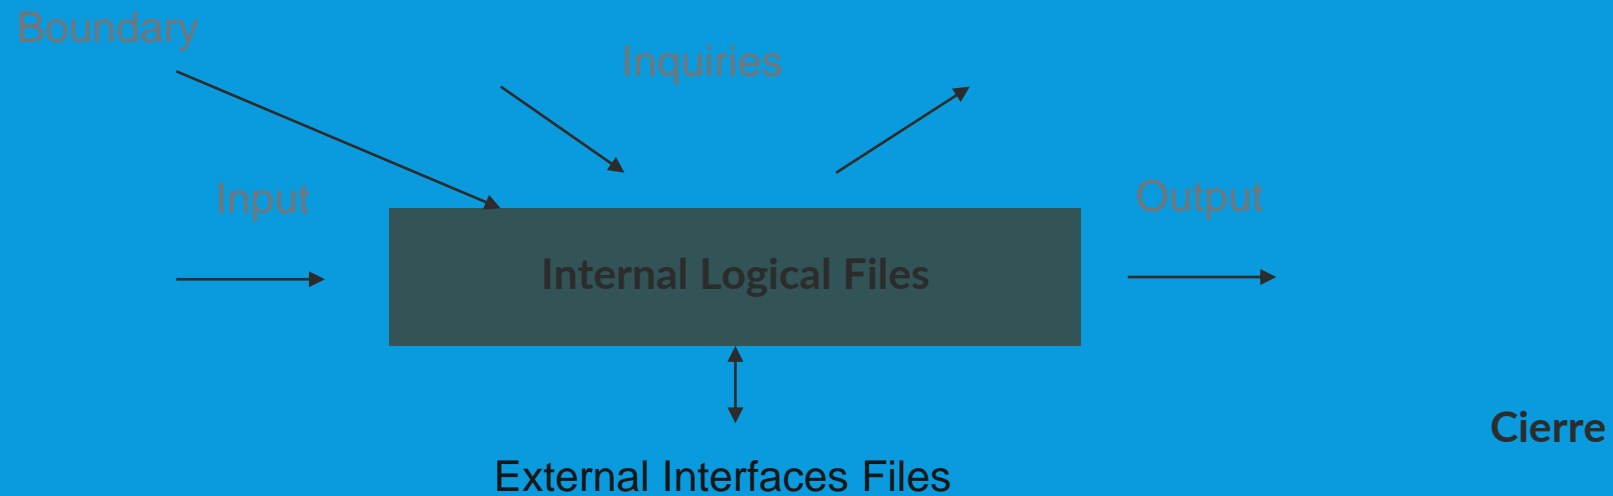 Boundary
Inquiries
Input
Output
Internal Logical Files
Cierre
External Interfaces Files